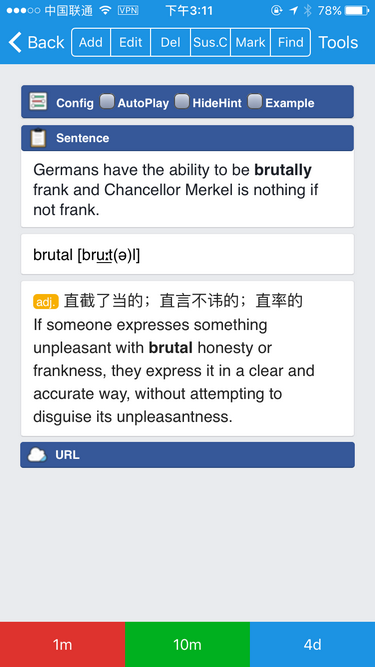 中国联通 VPN 下午3:11 78%
Back Add Edit Del Sus.C Mark Find Tools
Config AutoPlay HideHint Example
Sentence
Germans have the ability to be brutally
frank and Chancellor Merkel is nothing if
not frank.
brutal [bruːt(ə)l]
adj. 直截了当的；直言不讳的；直率的
If someone expresses something
unpleasant with brutal honesty or
frankness, they express it in a clear and
accurate way, without attempting to
disguise its unpleasantness.
URL
1m 10m 4d